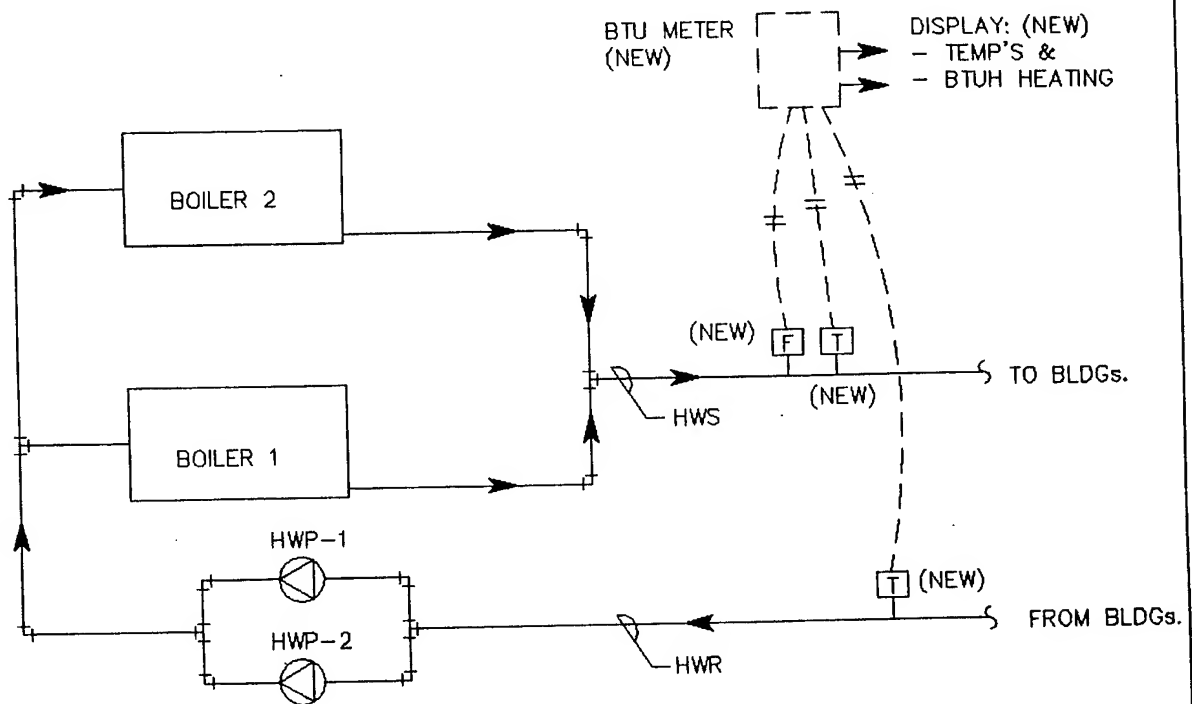 BTU METER
(NEW)
DISPLAY: (NEW)
- TEMP'S &
- BTUH HEATING
BOILER 2
(NEW)
F
T
TO BLDGs.
(NEW)
HWS
BOILER 1
HWP-1
T
(NEW)
FROM BLDGs.
HWP-2
HWR